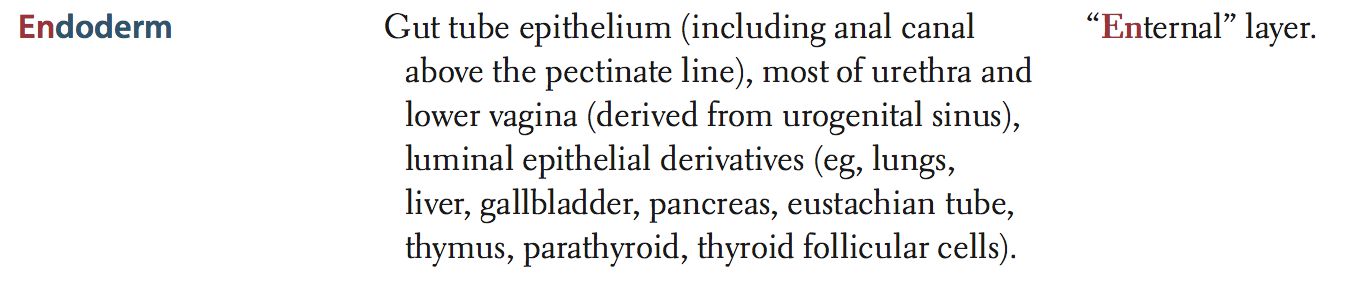 Endoderm Gut tube epithelium (including anal canal “Enternal” layer.
above the pectinate line), most of urethra and
lower vagina (derived from urogenital sinus),
luminal epithelial derivatives (eg, lungs,
liver, gallbladder, pancreas, eustachian tube,
thymus, parathyroid, thyroid follicular cells).